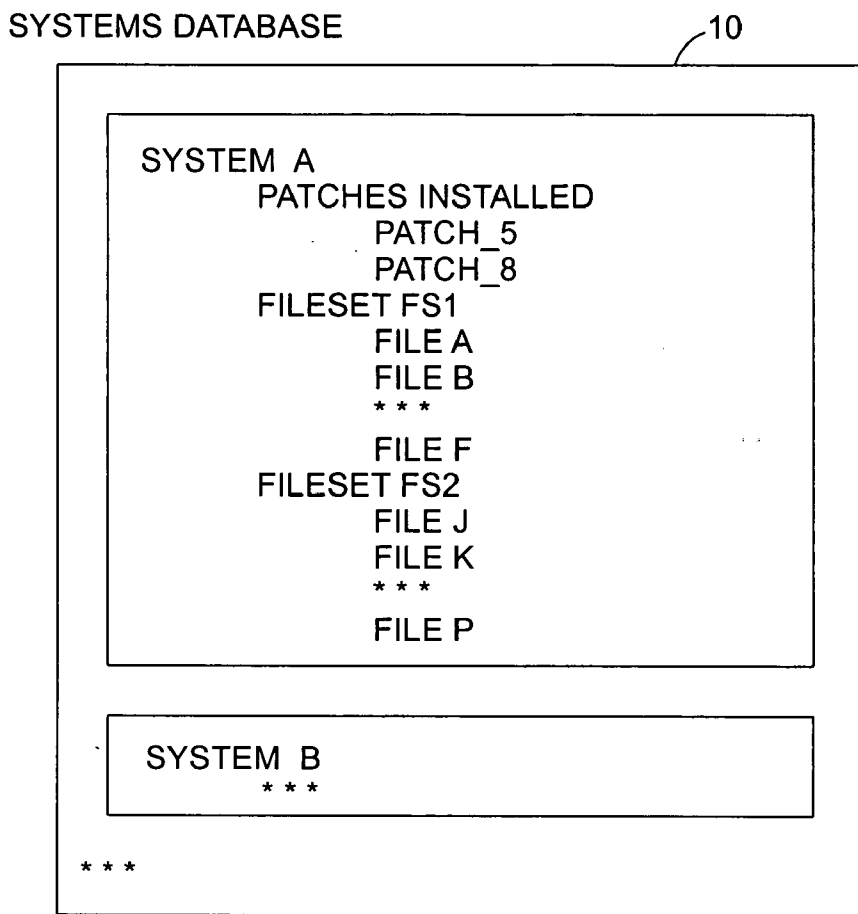 SYSTEMS DATABASE
10
SYSTEM A
PATCHES INSTALLED
PATCH_5
PATCH_8
FILESET FS1
FILE A
FILE B
* * *
FILE F
FILESET FS2
FILE J
FILE K
* * *
FILE P
SYSTEM B
* * *
* * *